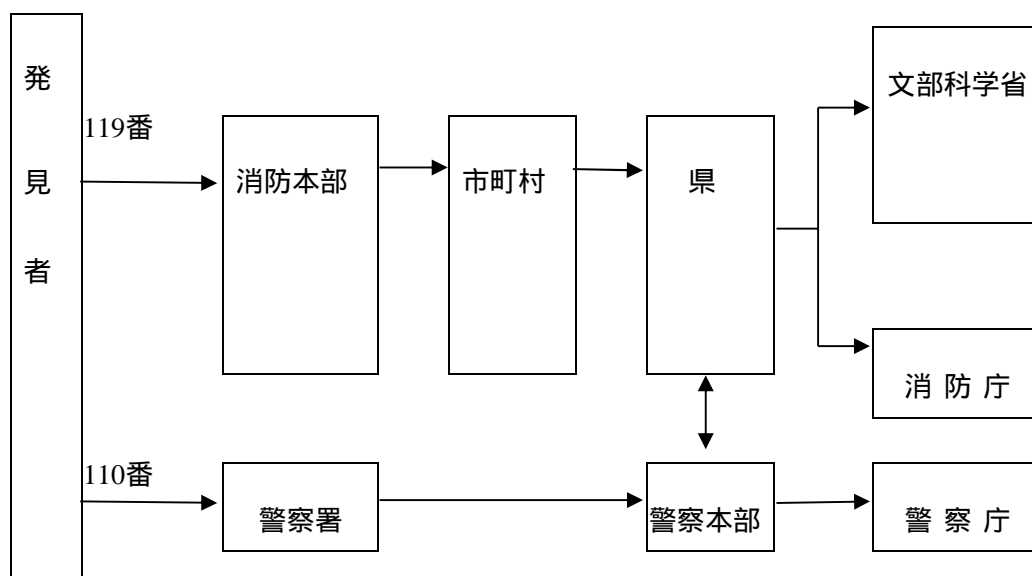 発見者
119番
消防本部
市町村
県
文部科学省
消 防 庁
110番
警察署
警察本部
警 察 庁